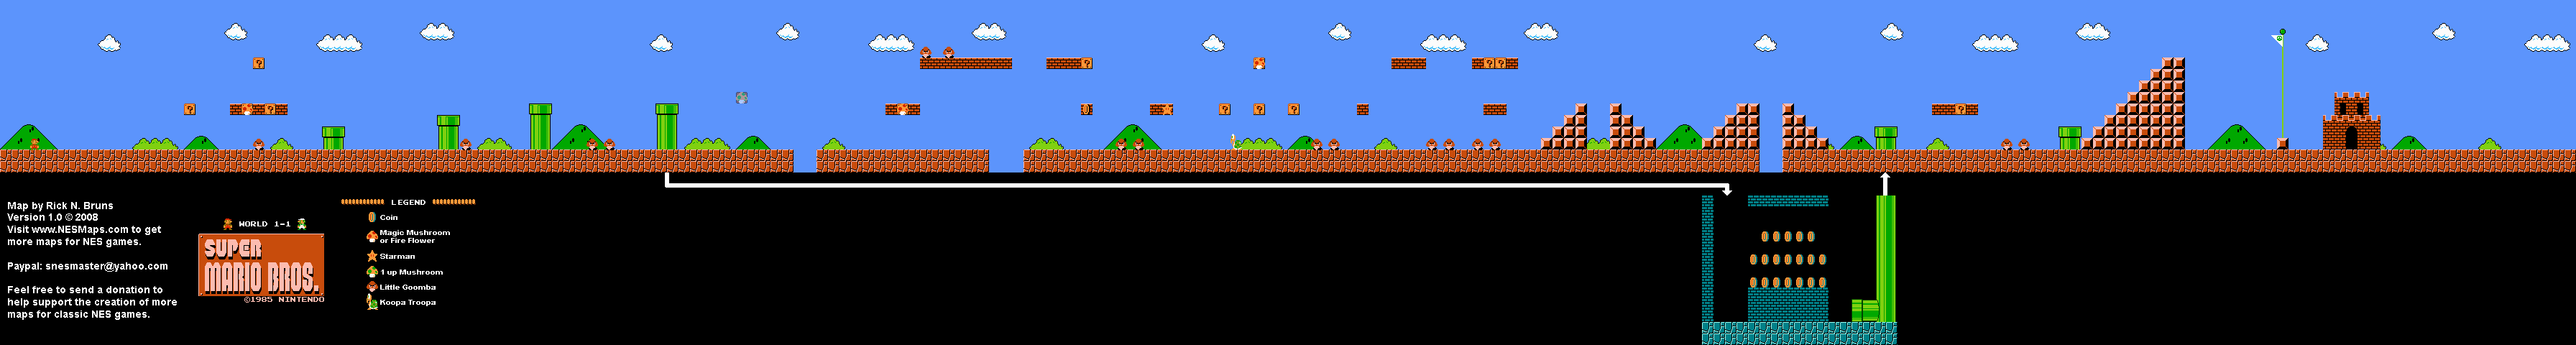 Map by Rick N. Bruns
Version 1.0 © 2008
Visit www.NESMaps.com to get
more maps for NES games.
Paypal: snesmaster@yahoo.com
Feel free to send a donation to
help support the creation of more
maps for classic NES games.
WORLD 1-1
SUPER
MARIO BROS.
©1985 NINTENDO
LEGEND
Coin
Magic Mushroom
or Fire Flower
Starman
1 up Mushroom
Little Goomba
Koopa Troopa